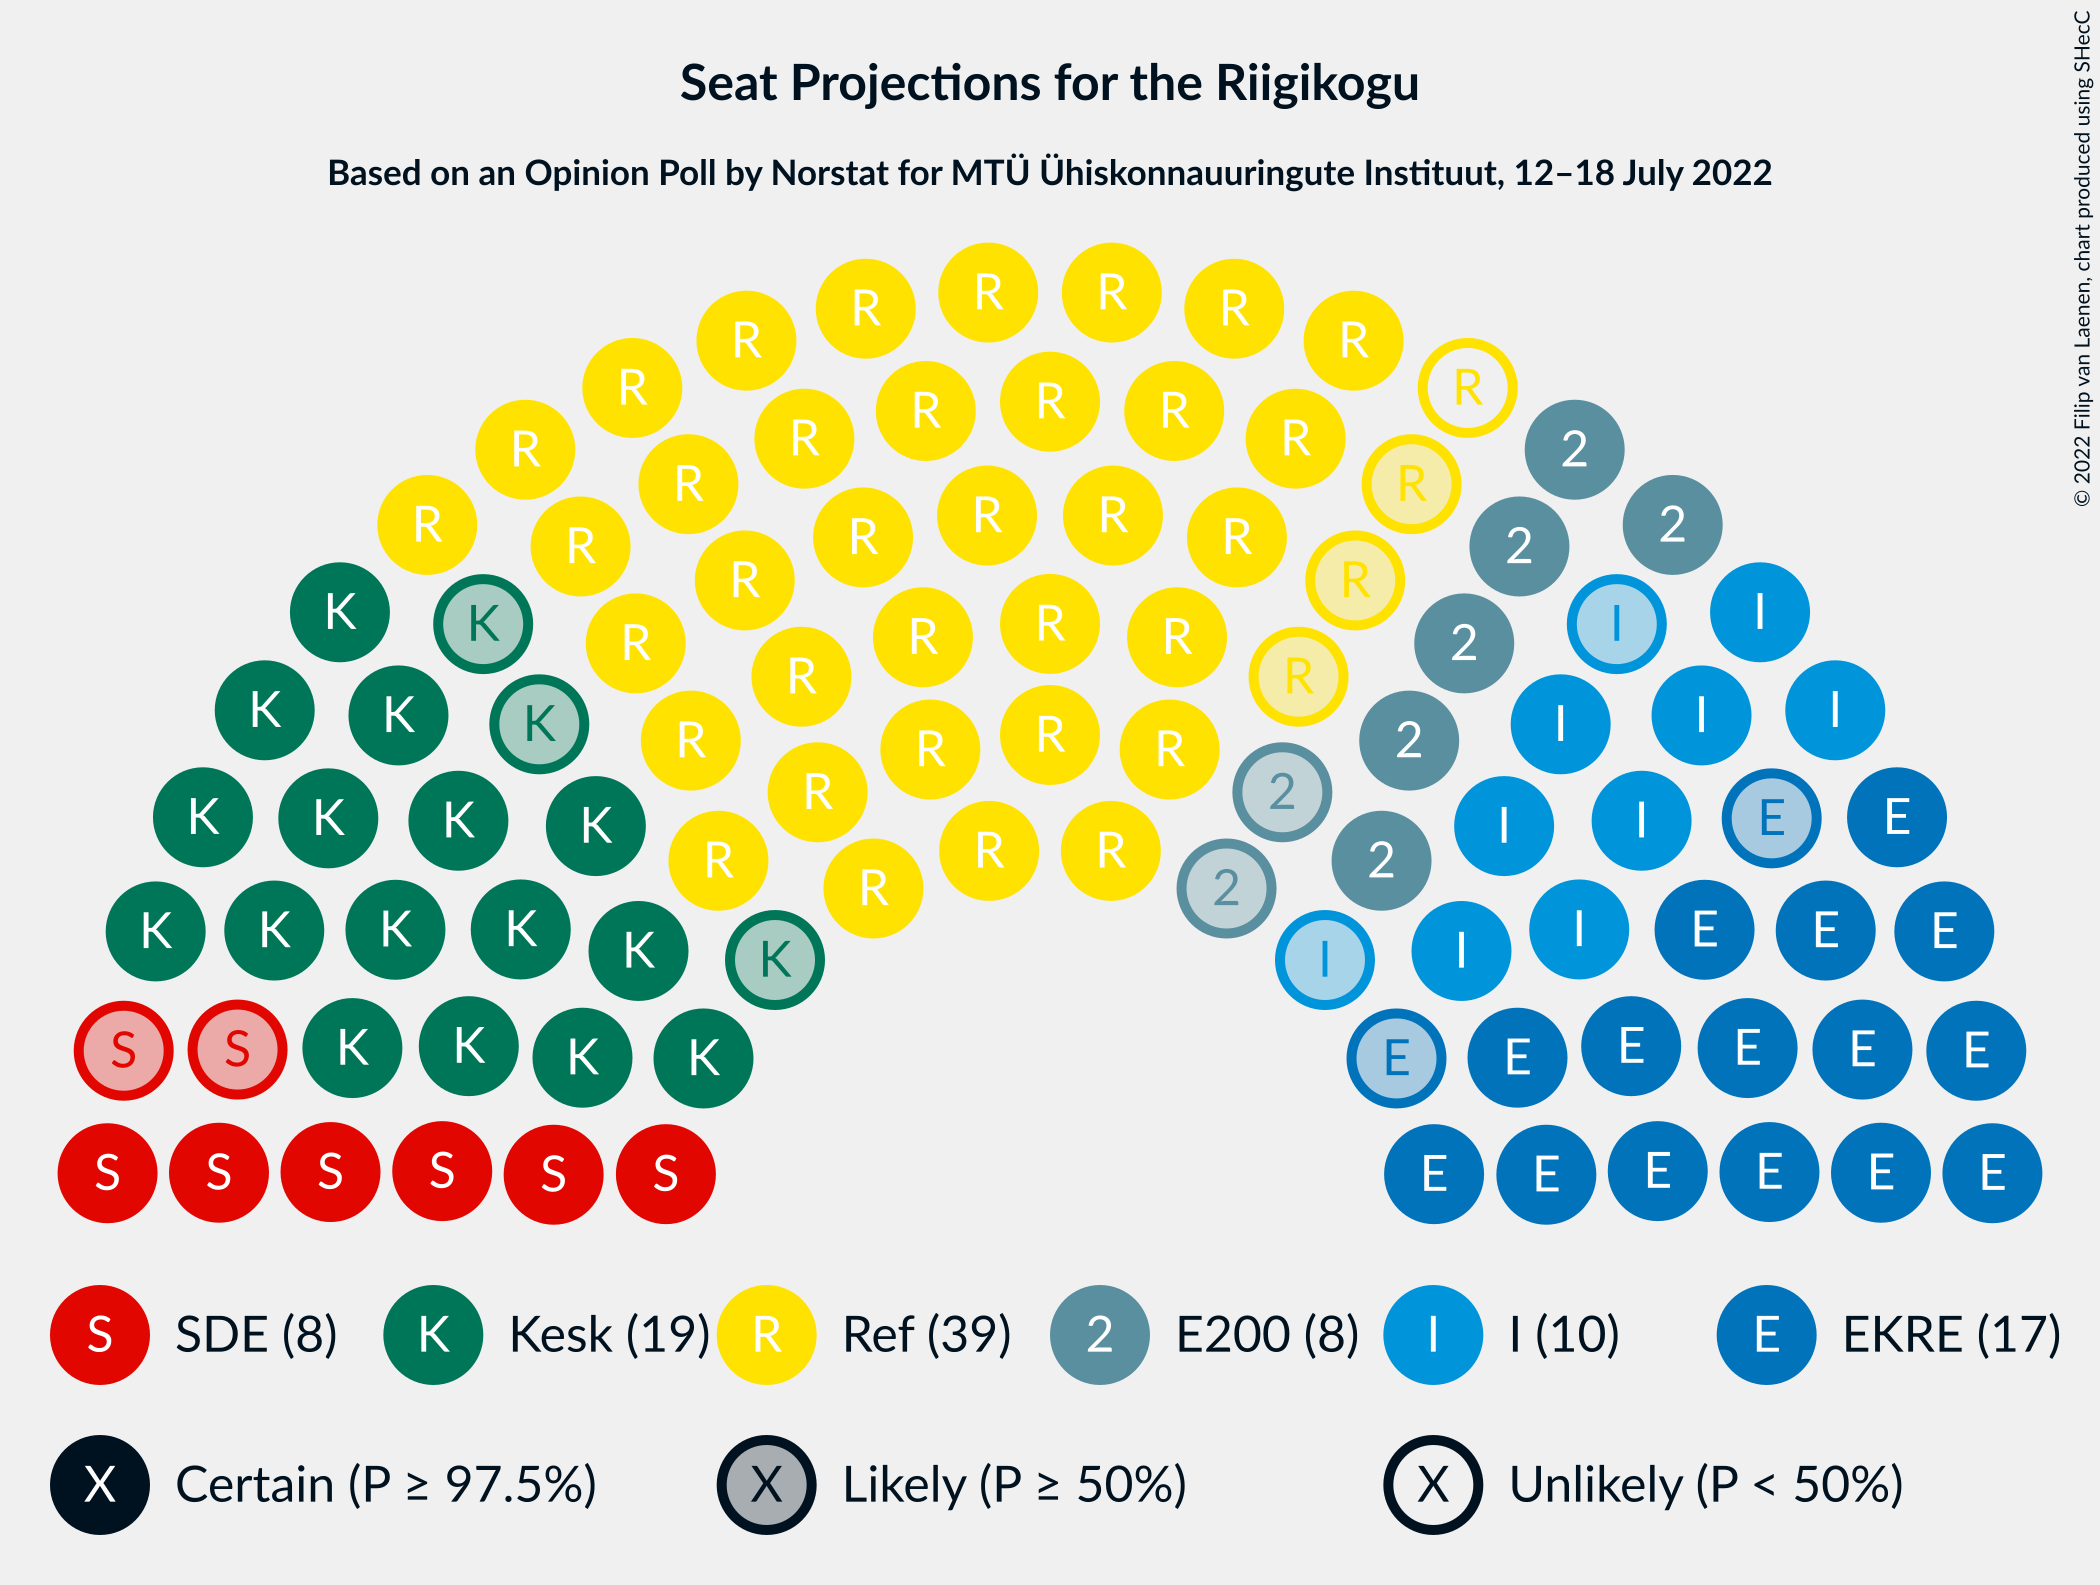 Seat Projections for the Riigikogu
Based on an Opinion Poll by Norstat for MTÜ Ühiskonnauuringute Instituut, 12–18 July 2022
© 2022 Filip van Laenen, chart produced using SHecC
R R R R
R R R R
R R R R R
R R R R 2
R R R R R 2
R R R R 2
K K R R R R R 2 I I
K K K R R R R 2 I I I
K K K K R R R 2 2 I I E E
K K K K K K R R R 2 I I I E E E
S S K K K K E E E E E E
S S S S S S E E E E E E
S SDE (8) K Kesk (19) R Ref (39) 2 E200 (8) I I (10) E EKRE (17)
X Certain (P ≥ 97.5%) X Likely (P ≥ 50%) X Unlikely (P < 50%)